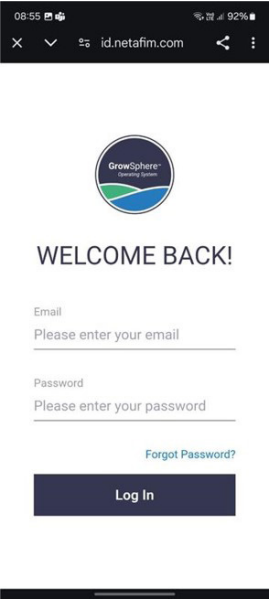 08:55 92%
id.netafim.com
GrowSphere™
Operating System
WELCOME BACK!
Email
Please enter your email
Password
Please enter your password
Forgot Password?
Log In